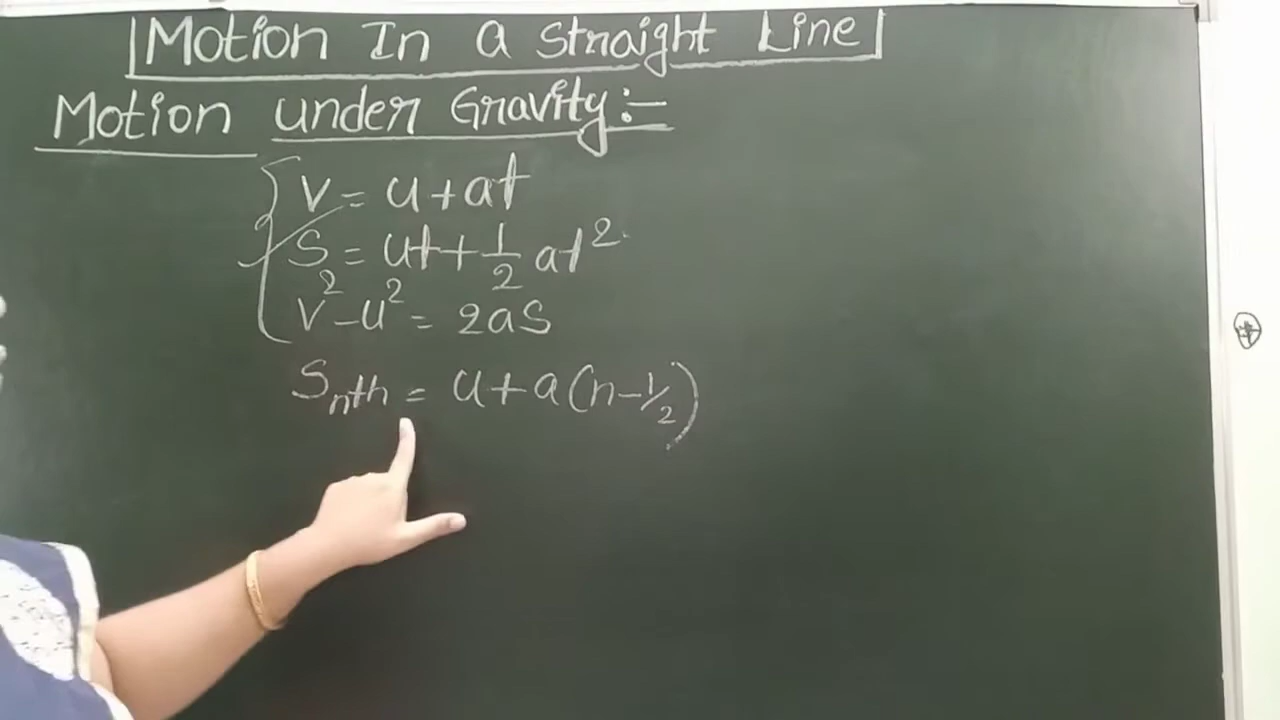 Motion In a Straight Line
Motion under Gravity:-
V = u + at
S = ut + 1/2 at²
V² - u² = 2aS
Snth = u + a(n - 1/2)